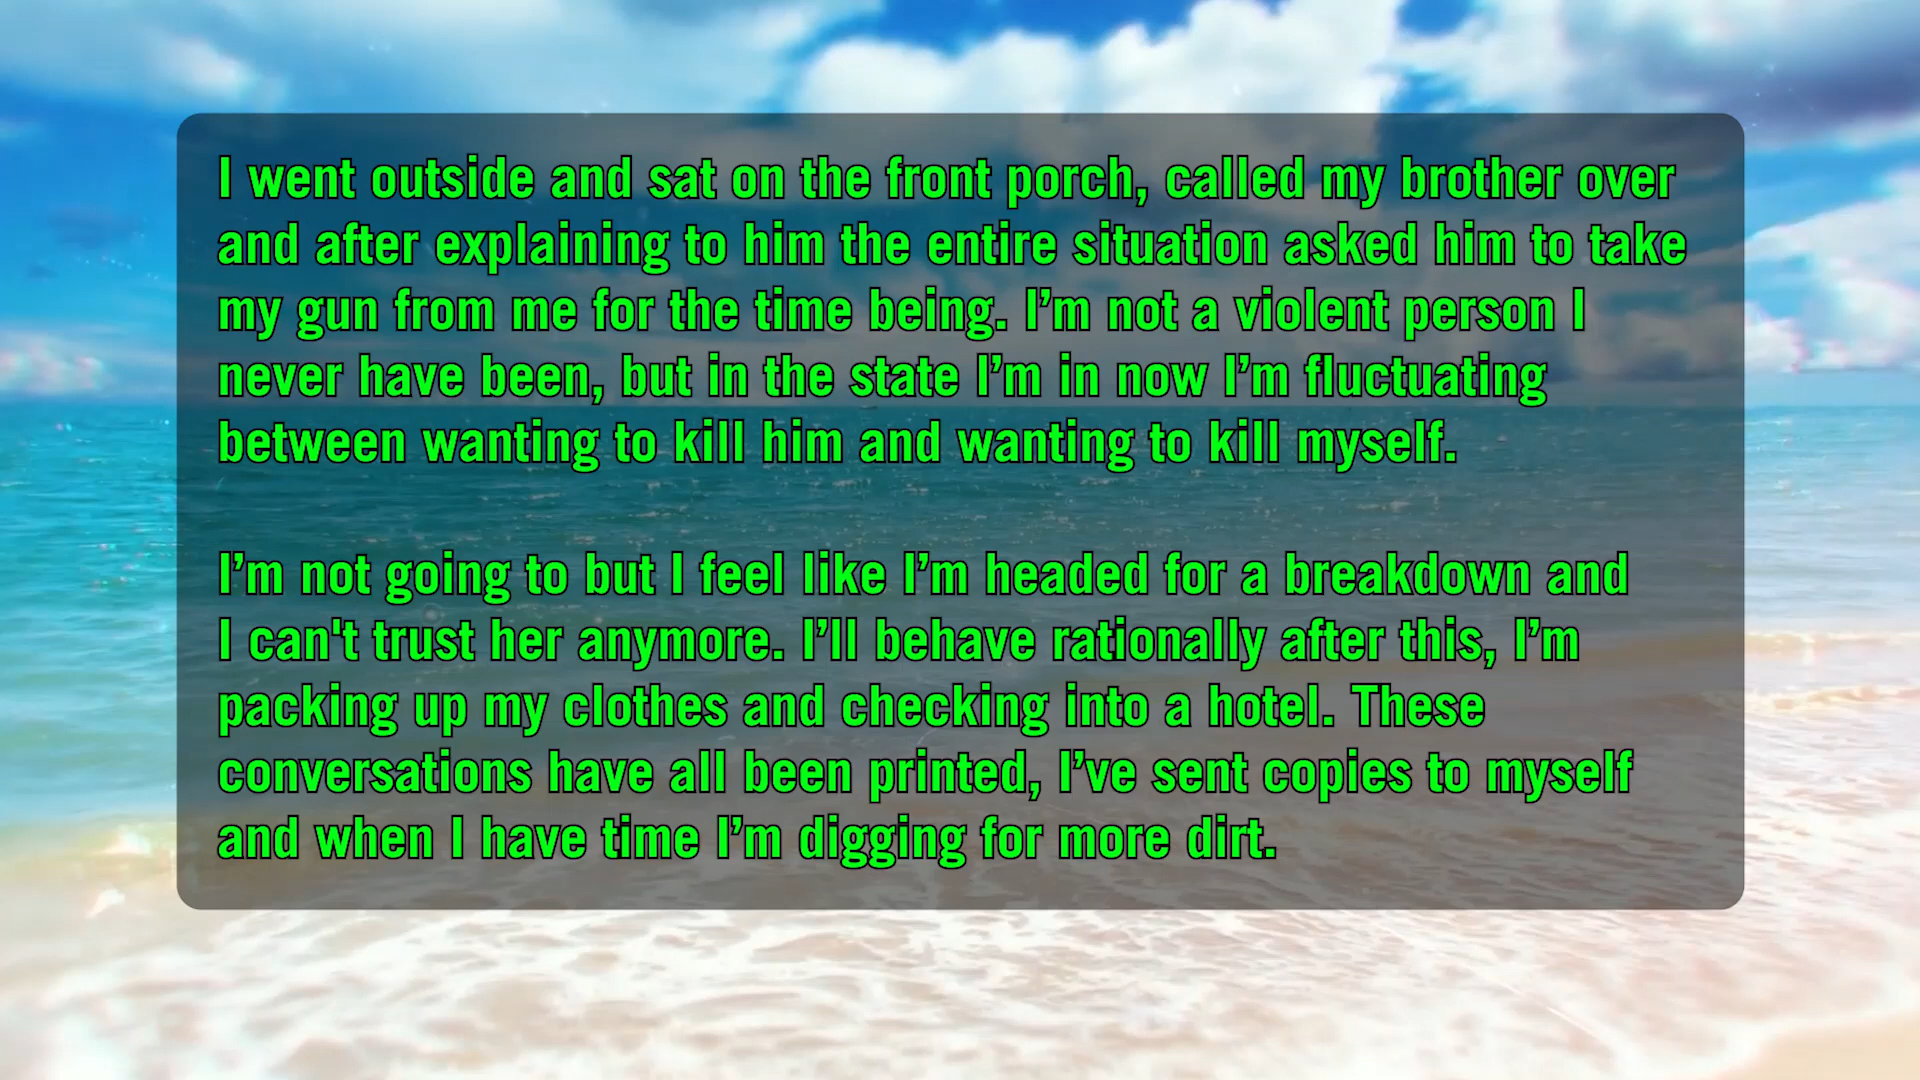 I went outside and sat on the front porch, called my brother over
and after explaining to him the entire situation asked him to take
my gun from me for the time being. I’m not a violent person I
never have been, but in the state I’m in now I’m fluctuating
between wanting to kill him and wanting to kill myself.
I’m not going to but I feel like I’m headed for a breakdown and
I can't trust her anymore. I’ll behave rationally after this, I’m
packing up my clothes and checking into a hotel. These
conversations have all been printed, I’ve sent copies to myself
and when I have time I’m digging for more dirt.